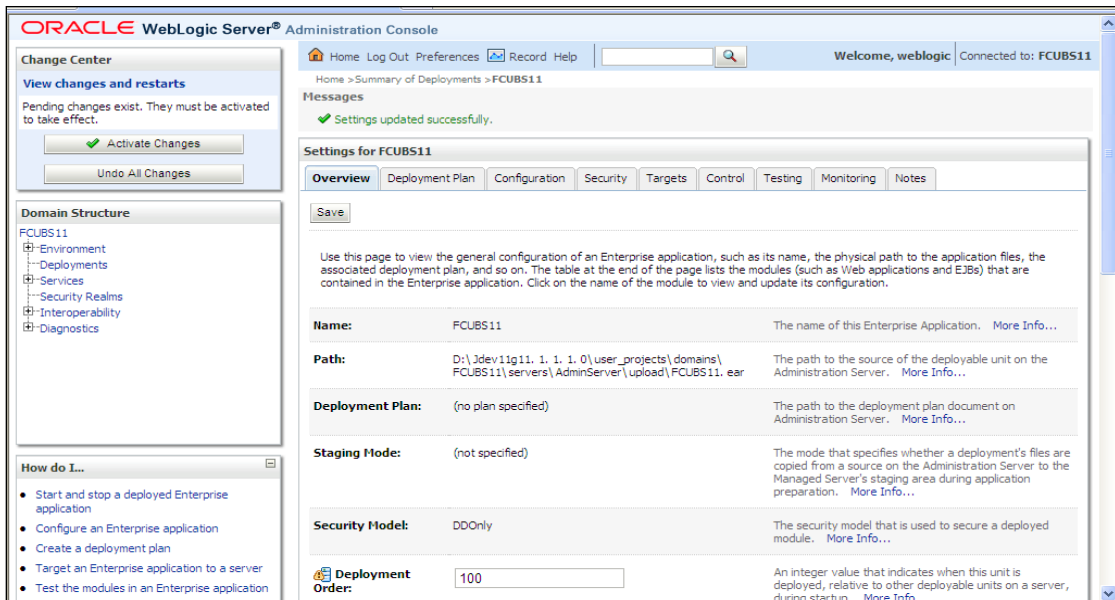 ORACLE WebLogic Server® Administration Console
Change Center
View changes and restarts
Pending changes exist. They must be activated
to take effect.
Activate Changes
Undo All Changes
Domain Structure
FCUBS11
Environment
Deployments
Services
Security Realms
Interoperability
Diagnostics
How do I...
Start and stop a deployed Enterprise
application
Configure an Enterprise application
Create a deployment plan
Target an Enterprise application to a server
Test the modules in an Enterprise application
Home Log Out Preferences Record Help
Welcome, weblogic Connected to: FCUBS11
Home >Summary of Deployments >FCUBS11
Messages
Settings updated successfully.
Settings for FCUBS11
Overview Deployment Plan Configuration Security Targets Control Testing Monitoring Notes
Save
Use this page to view the general configuration of an Enterprise application, such as its name, the physical path to the application files, the
associated deployment plan, and so on. The table at the end of the page lists the modules (such as Web applications and EJBs) that are
contained in the Enterprise application. Click on the name of the module to view and update its configuration.
Name: FCUBS11 The name of this Enterprise Application. More Info...
Path: D:\Jdev11g11. 1. 1. 1. 0\user_projects\domains\ The path to the source of the deployable unit on the
FCUBS11\servers\AdminServer\upload\FCUBS11. ear Administration Server. More Info...
Deployment Plan: (no plan specified) The path to the deployment plan document on
Administration Server. More Info...
Staging Mode: (not specified) The mode that specifies whether a deployment's files are
copied from a source on the Administration Server to the
Managed Server's staging area during application
preparation. More Info...
Security Model: DDOnly The security model that is used to secure a deployed
module. More Info...
Deployment 100 An integer value that indicates when this unit is
Order: deployed, relative to other deployable units on a server,
during startup. More Info